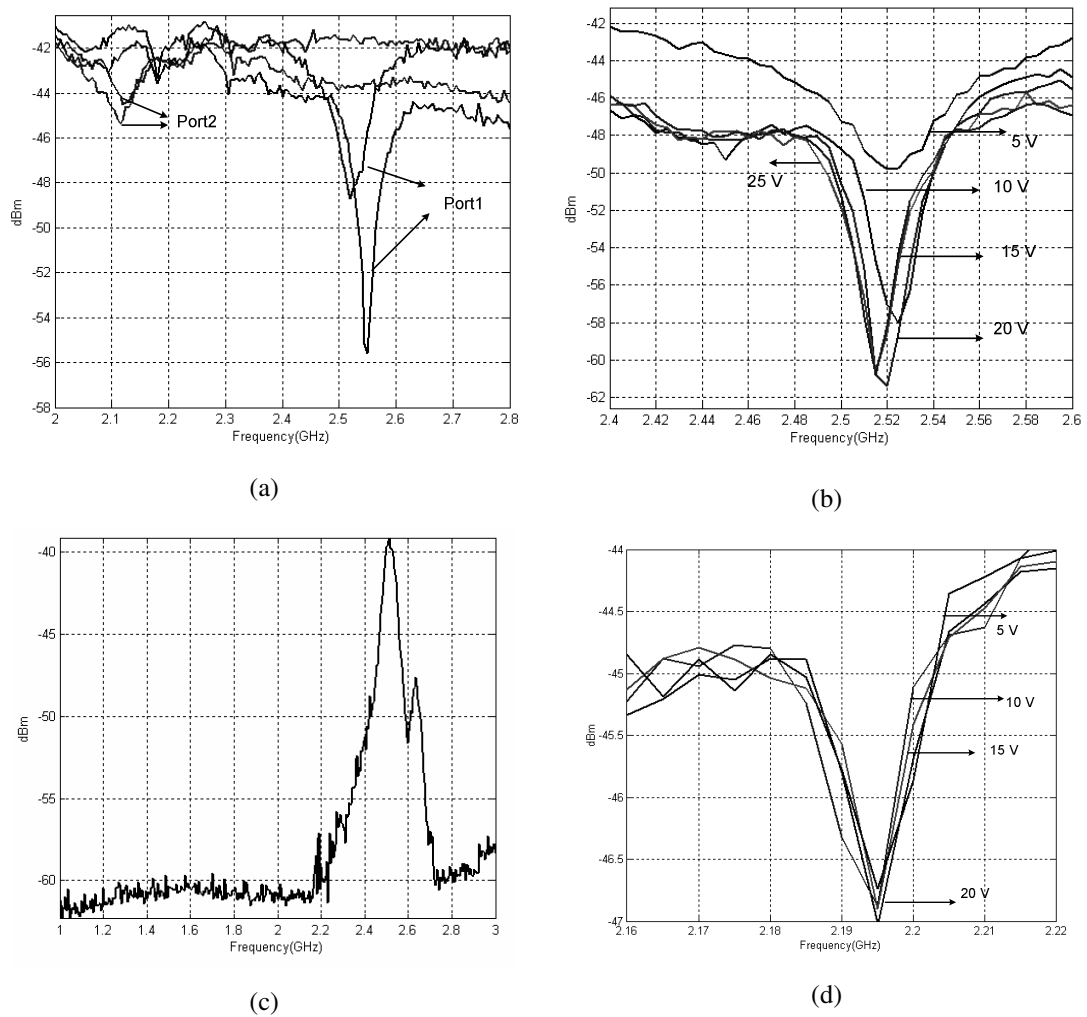 -42
-44
-46
-48
-50
-52
-54
-56
-58
dBm
Port2
Port1
2 2.1 2.2 2.3 2.4 2.5 2.6 2.7 2.8
Frequency(GHz)
(a)
-42
-44
-46
-48
-50
-52
-54
-56
-58
-60
-62
dBm
5 V
25 V
10 V
15 V
20 V
2.4 2.42 2.44 2.46 2.48 2.5 2.52 2.54 2.56 2.58 2.6
Frequency(GHz)
(b)
-40
-45
-50
-55
-60
dBm
1 1.2 1.4 1.6 1.8 2 2.2 2.4 2.6 2.8 3
Frequency(GHz)
(c)
-44
-44.5
-45
-45.5
-46
-46.5
-47
dBm
5 V
10 V
15 V
20 V
2.16 2.17 2.18 2.19 2.2 2.21 2.22
Frequency(GHz)
(d)